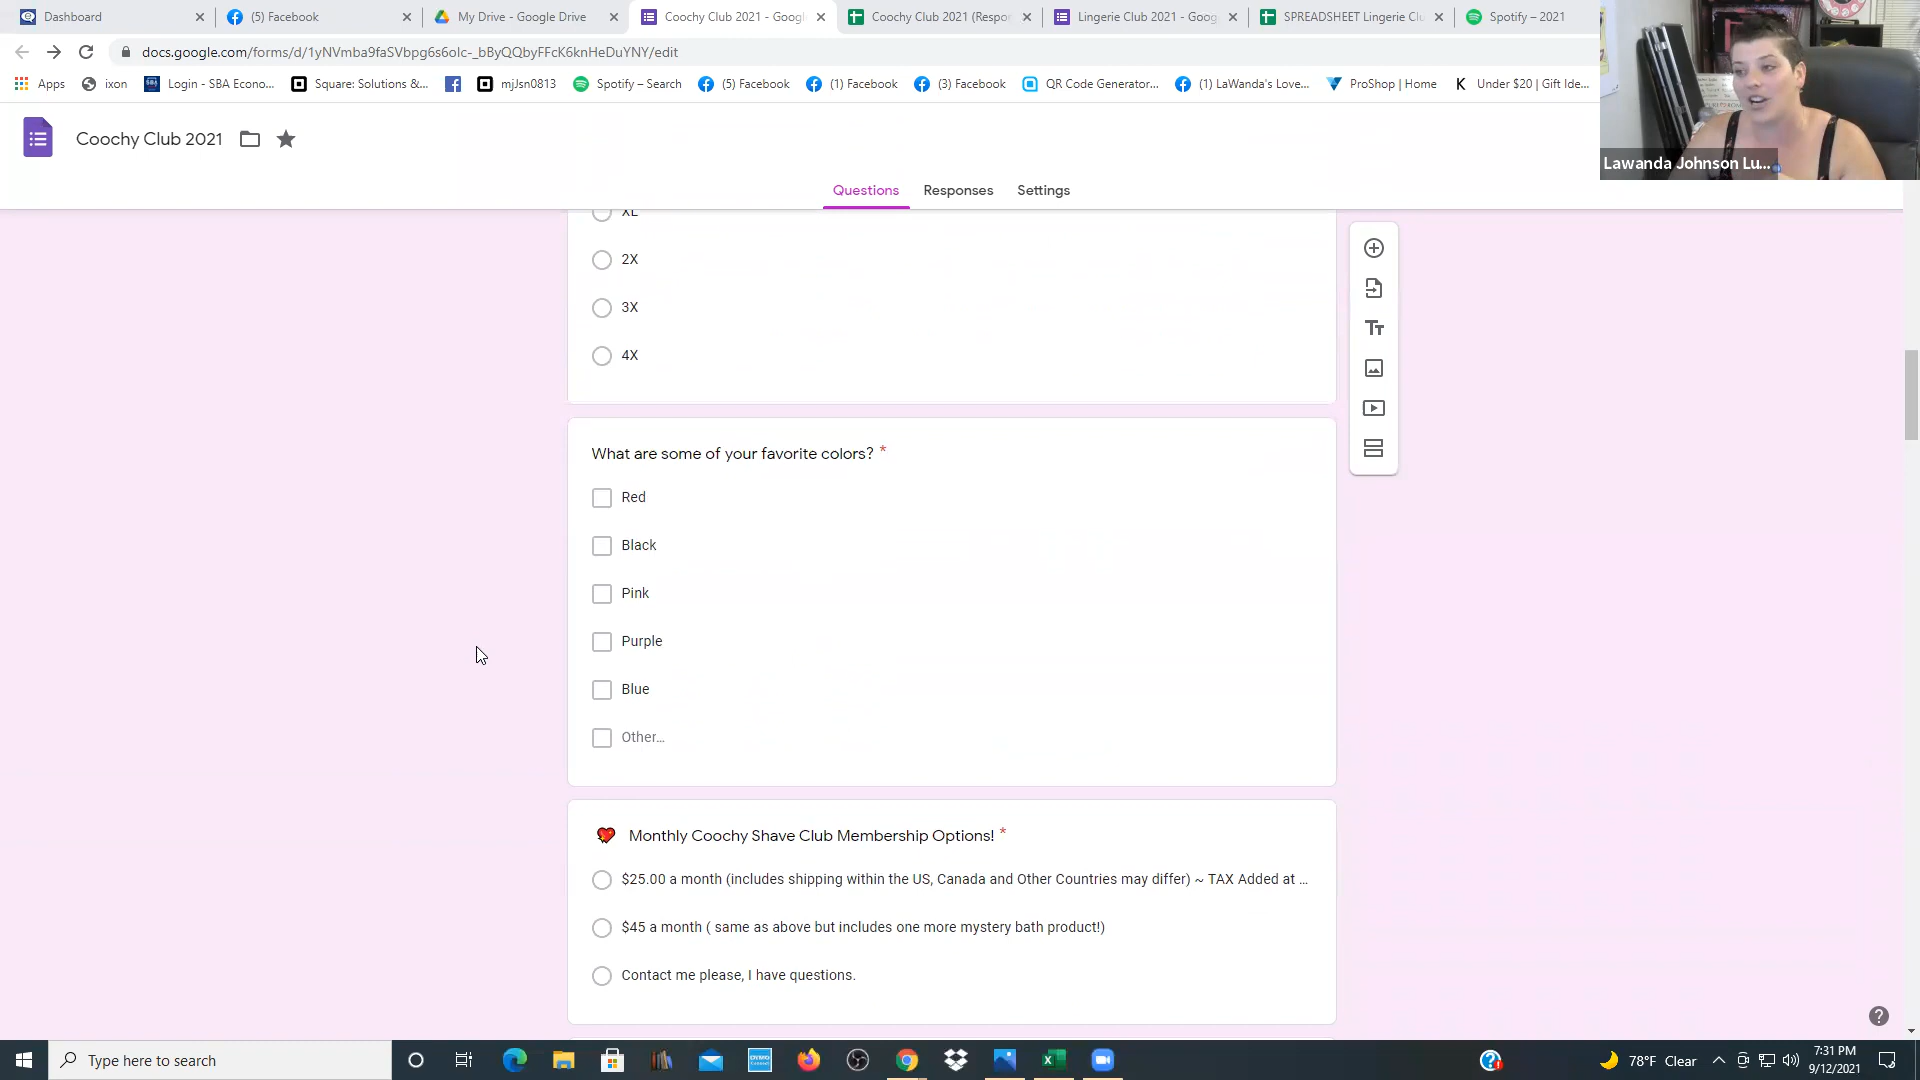 Dashboard
(5) Facebook
My Drive - Google Drive
Coochy Club 2021 - Googl
Coochy Club 2021 (Respor
Lingerie Club 2021 - Goog
SPREADSHEET Lingerie Clu
Spotify – 2021
docs.google.com/forms/d/1yNVmba9faSVbpg6s6olc-_bByQQbyFFcK6knHeDuYNY/edit
Apps
ixon
Login - SBA Econo...
Square: Solutions &...
mjJsn0813
Spotify – Search
(5) Facebook
(1) Facebook
(3) Facebook
QR Code Generator...
(1) LaWanda's Love...
ProShop | Home
Under $20 | Gift Ide...
Lawanda Johnson Lu...
Coochy Club 2021
Questions
Responses
Settings
XL
2X
3X
4X
What are some of your favorite colors? *
Red
Black
Pink
Purple
Blue
Other...
Monthly Coochy Shave Club Membership Options! *
$25.00 a month (includes shipping within the US, Canada and Other Countries may differ) ~ TAX Added at ...
$45 a month ( same as above but includes one more mystery bath product!)
Contact me please, I have questions.
Type here to search
78°F Clear
7:31 PM
9/12/2021